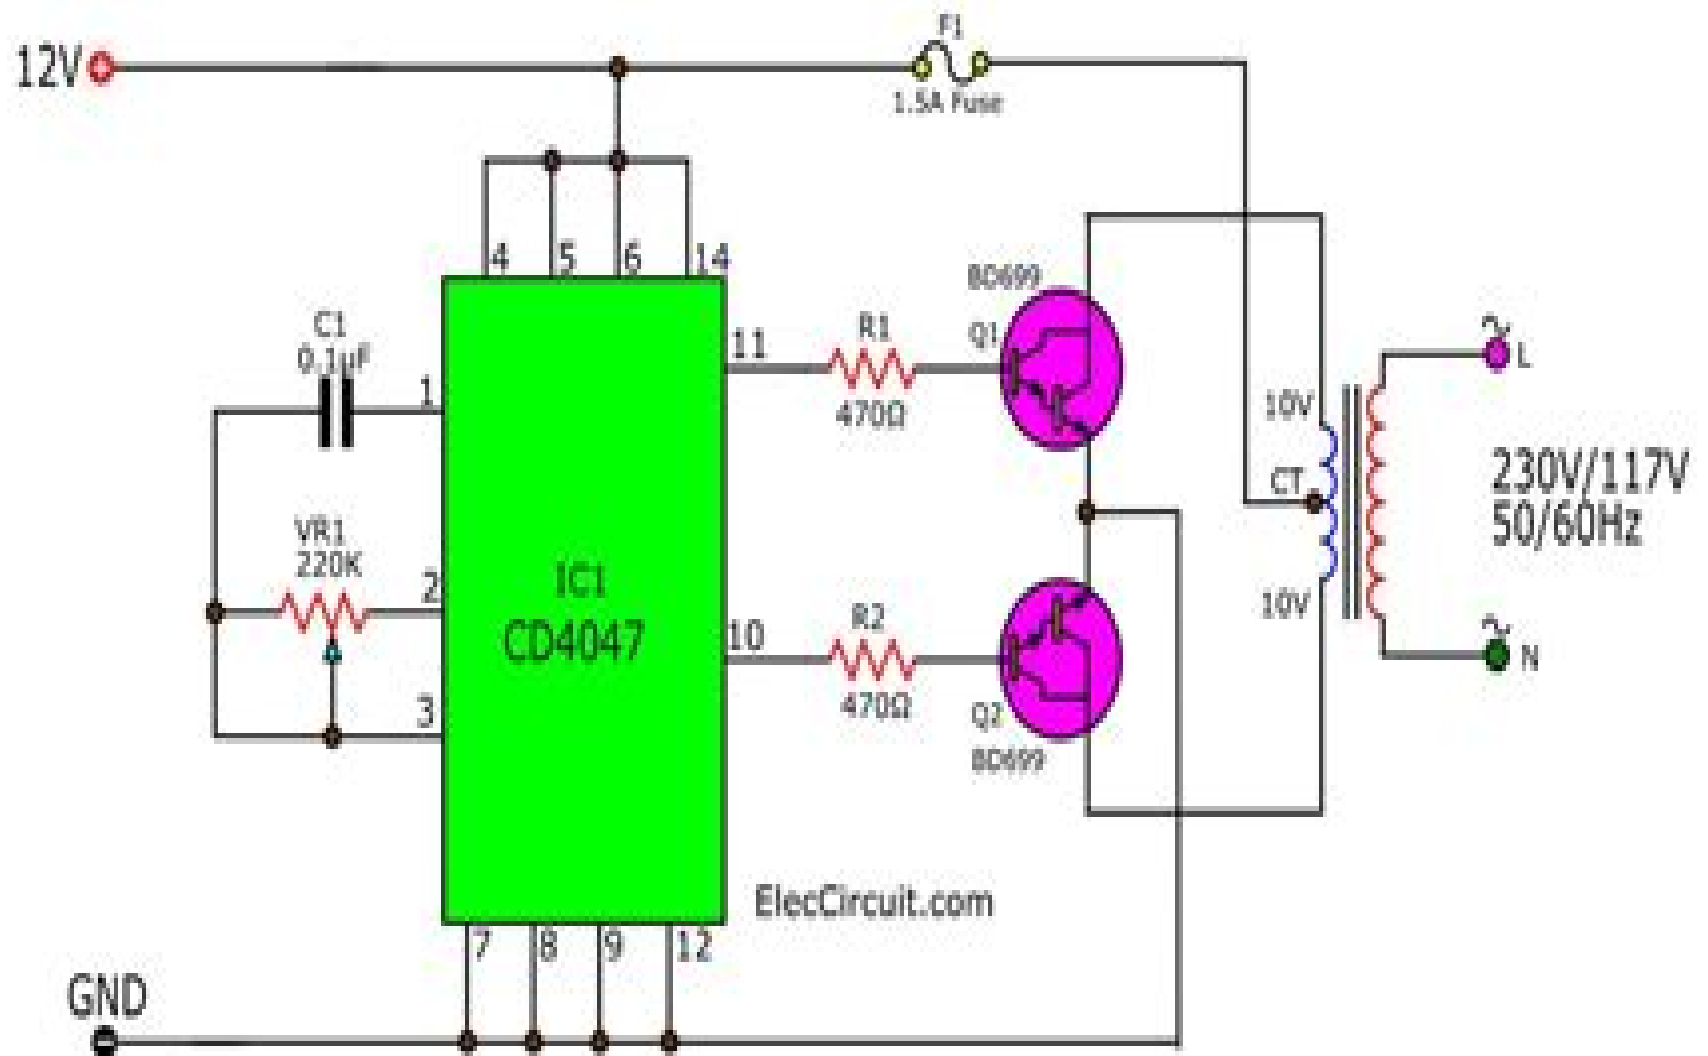 12V
F1
1.5A Fuse
4 5 6 14
BD699
C1
0.1µF
1
11
R1
470Ω
Q1
10V
L
CT
230V/117V
50/60Hz
VR1
220K
2
IC1
CD4047
10
R2
470Ω
10V
N
3
Q2
BD699
ElecCircuit.com
7 8 9 12
GND